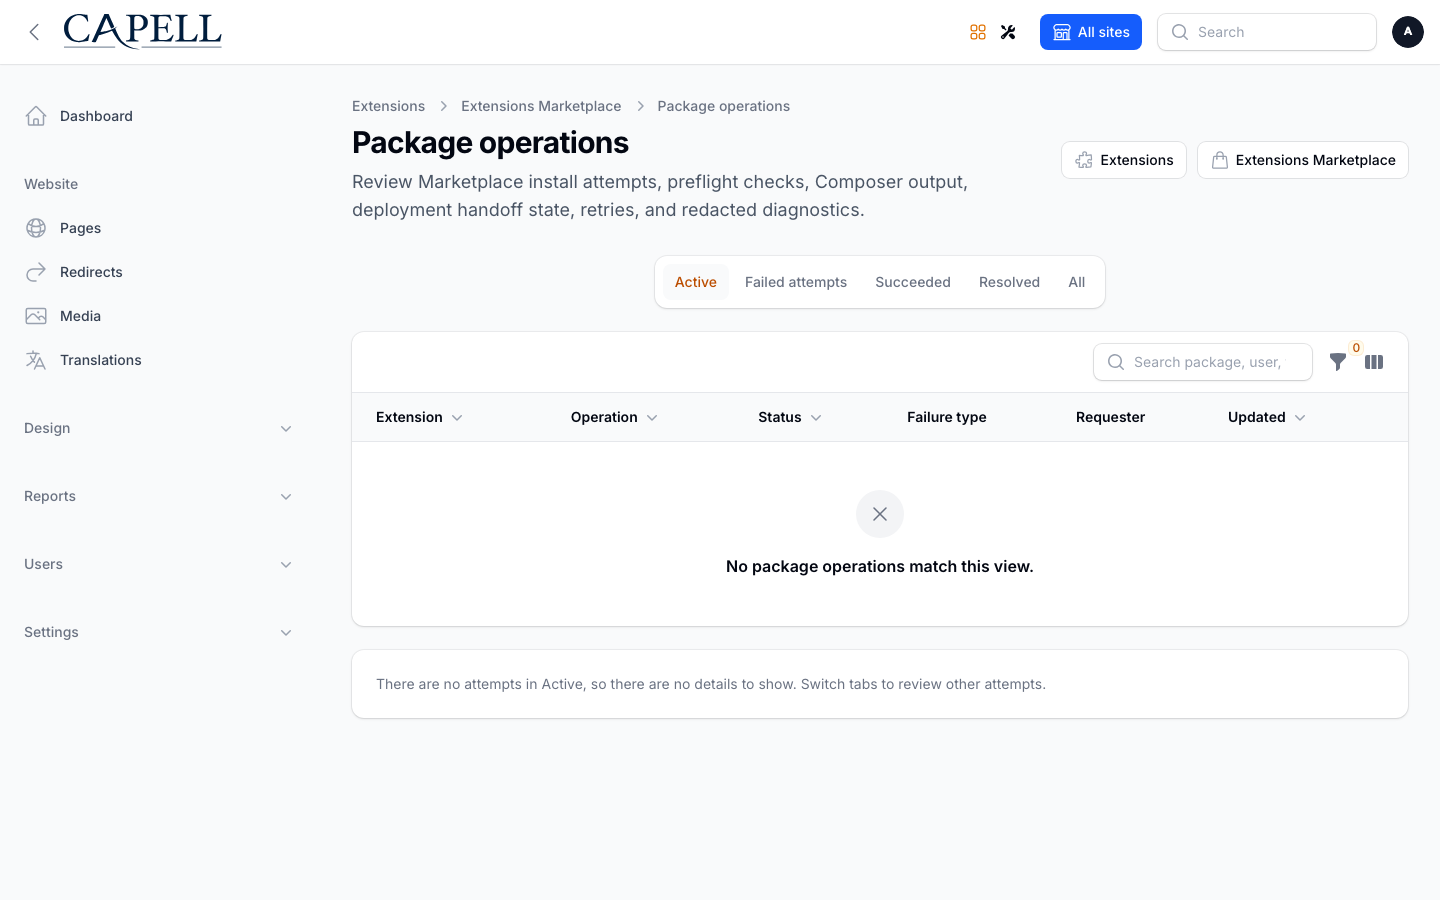 CAPELL
All sites
Search
A
Dashboard
Website
Pages
Redirects
Media
Translations
Design
Reports
Users
Settings
Extensions
Extensions Marketplace
Package operations
Package operations
Review Marketplace install attempts, preflight checks, Composer output,
deployment handoff state, retries, and redacted diagnostics.
Extensions
Extensions Marketplace
Active
Failed attempts
Succeeded
Resolved
All
Search package, user,
0
Extension
Operation
Status
Failure type
Requester
Updated
No package operations match this view.
There are no attempts in Active, so there are no details to show. Switch tabs to review other attempts.